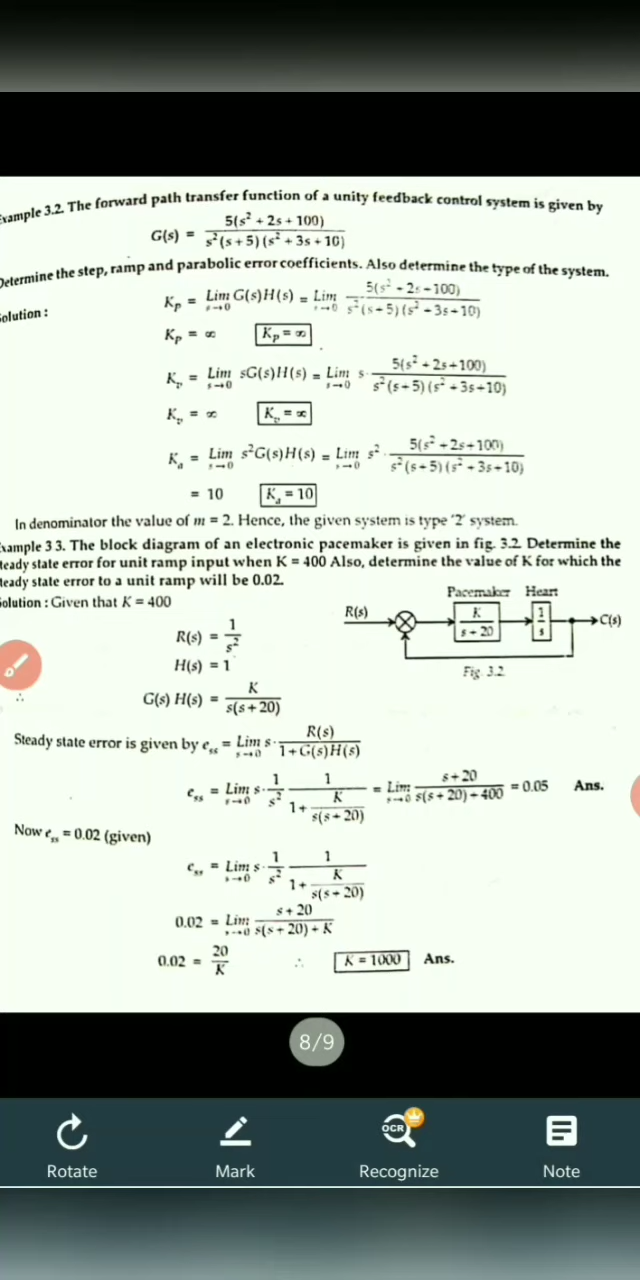 Example 3.2. The forward path transfer function of a unity feedback control system is given by
G(s) = 5(s² + 2s + 100) / s²(s + 5)(s² + 3s + 10)
Determine the step, ramp and parabolic error coefficients. Also determine the type of the system.
Solution : Kp = Lim s→0 G(s)H(s) = Lim s→0 5(s² + 2s + 100) / s²(s + 5)(s² + 3s + 10)
Kp = ∞ Kp = ∞
Kv = Lim s→0 sG(s)H(s) = Lim s→0 s · 5(s² + 2s + 100) / s²(s + 5)(s² + 3s + 10)
Kv = ∞ Kv = ∞
Ka = Lim s→0 s²G(s)H(s) = Lim s→0 s² · 5(s² + 2s + 100) / s²(s + 5)(s² + 3s + 10)
= 10 Ka = 10
In denominator the value of m = 2. Hence, the given system is type '2' system.
Example 3 3. The block diagram of an electronic pacemaker is given in fig. 3.2. Determine the
steady state error for unit ramp input when K = 400 Also, determine the value of K for which the
steady state error to a unit ramp will be 0.02.
Solution : Given that K = 400
Pacemaker Heart
R(s) K / s + 20 1 / s C(s)
Fig. 3.2
R(s) = 1 / s²
H(s) = 1
∴ G(s) H(s) = K / s(s + 20)
Steady state error is given by ess = Lim s→0 s · R(s) / 1 + G(s)H(s)
ess = Lim s→0 s · 1/s² · 1 / 1 + K / s(s + 20) = Lim s→0 s + 20 / s(s + 20) + 400 = 0.05 Ans.
Now ess = 0.02 (given)
ess = Lim s→0 s · 1/s² · 1 / 1 + K / s(s + 20)
0.02 = Lim s→0 s + 20 / s(s + 20) + K
0.02 = 20 / K ∴ K = 1000 Ans.
8/9
Rotate
Mark
OCR
Recognize
Note